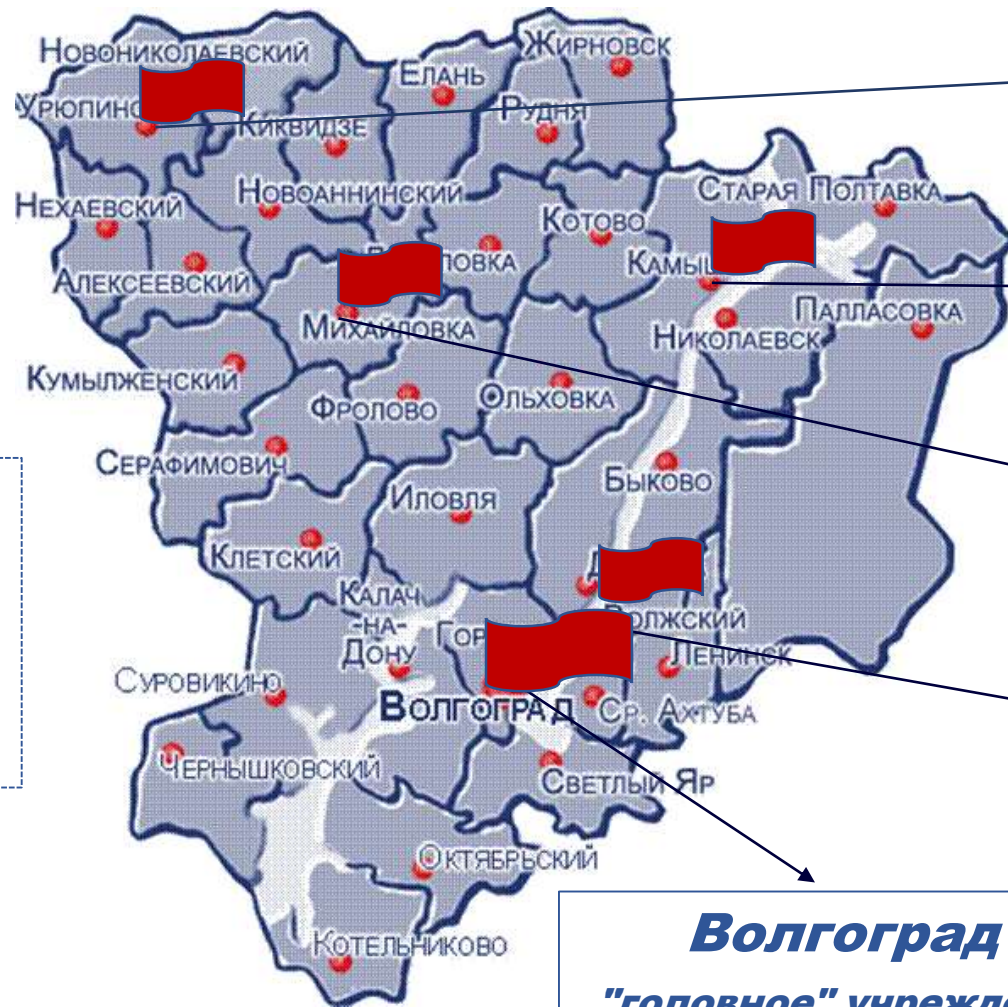 Новониколаевский
Жирновск
Елань
Рудня
Киквидзе
Нехаевский
Новоаннинский
Старая Полтавка
Котово
Алексеевский
Палласовка
Николаевск
Михайловка
Кумылженский
Фролово
Ольховка
Серафимович
Быково
Иловля
Клетский
Калач
-на-
Дону
Волжский
Ленинск
Суровикино
Волгоград
Ср. Ахтуба
Чернышковский
Светлый Яр
Октябрьский
Котельниково
Волгоград
"головное"